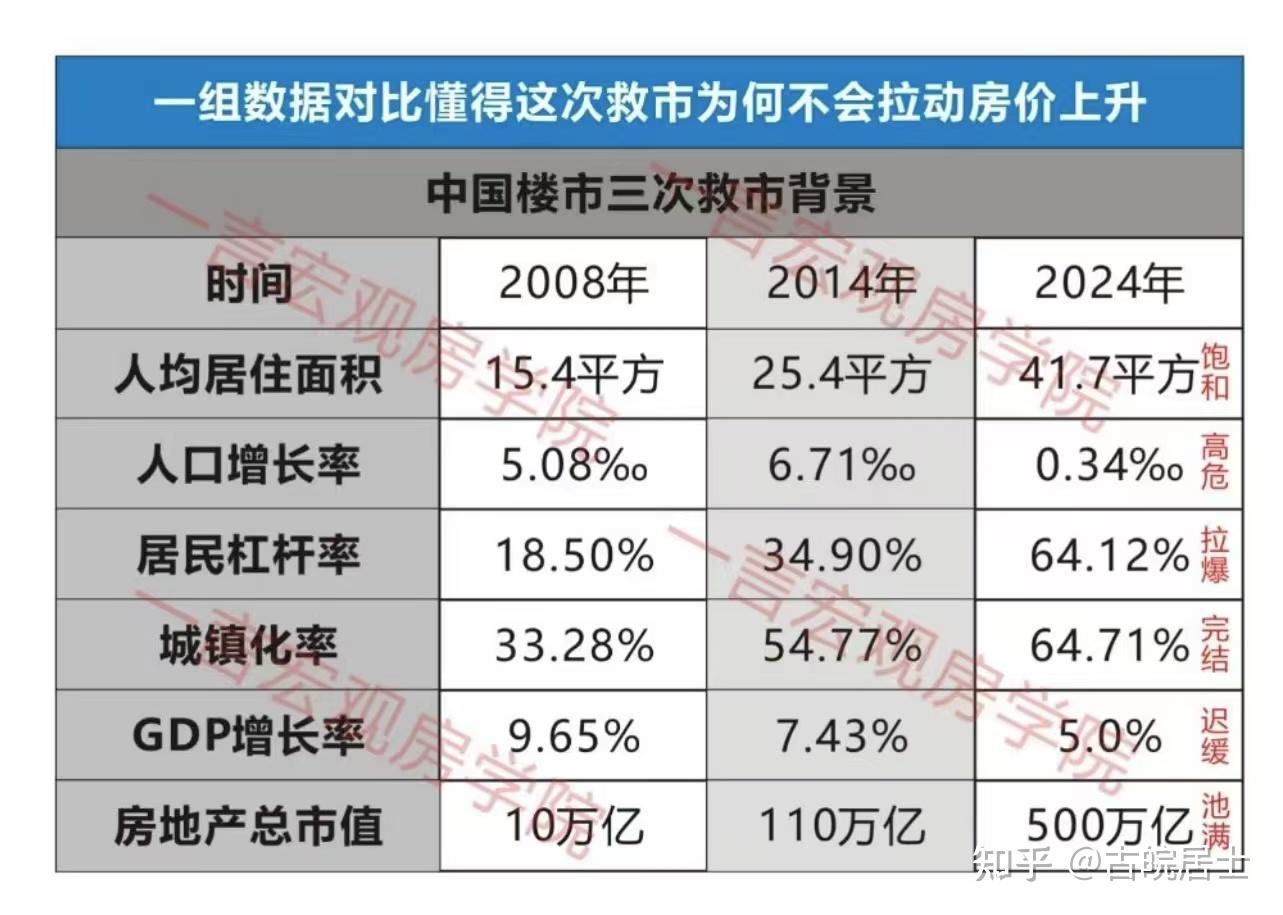 一组数据对比懂得这次救市为何不会拉动房价上升
中国楼市三次救市背景
时间 2008年 2014年 2024年
人均居住面积 15.4平方 25.4平方 41.7平方 饱和
人口增长率 5.08‰ 6.71‰ 0.34‰ 高危
居民杠杆率 18.50% 34.90% 64.12% 拉爆
城镇化率 33.28% 54.77% 64.71% 完结
GDP增长率 9.65% 7.43% 5.0% 迟缓
房地产总市值 10万亿 110万亿 500万亿 池满
一言宏观房学院
一言宏观房学院
一言宏观房学院
一言宏观房学院
知乎 @古皖居士